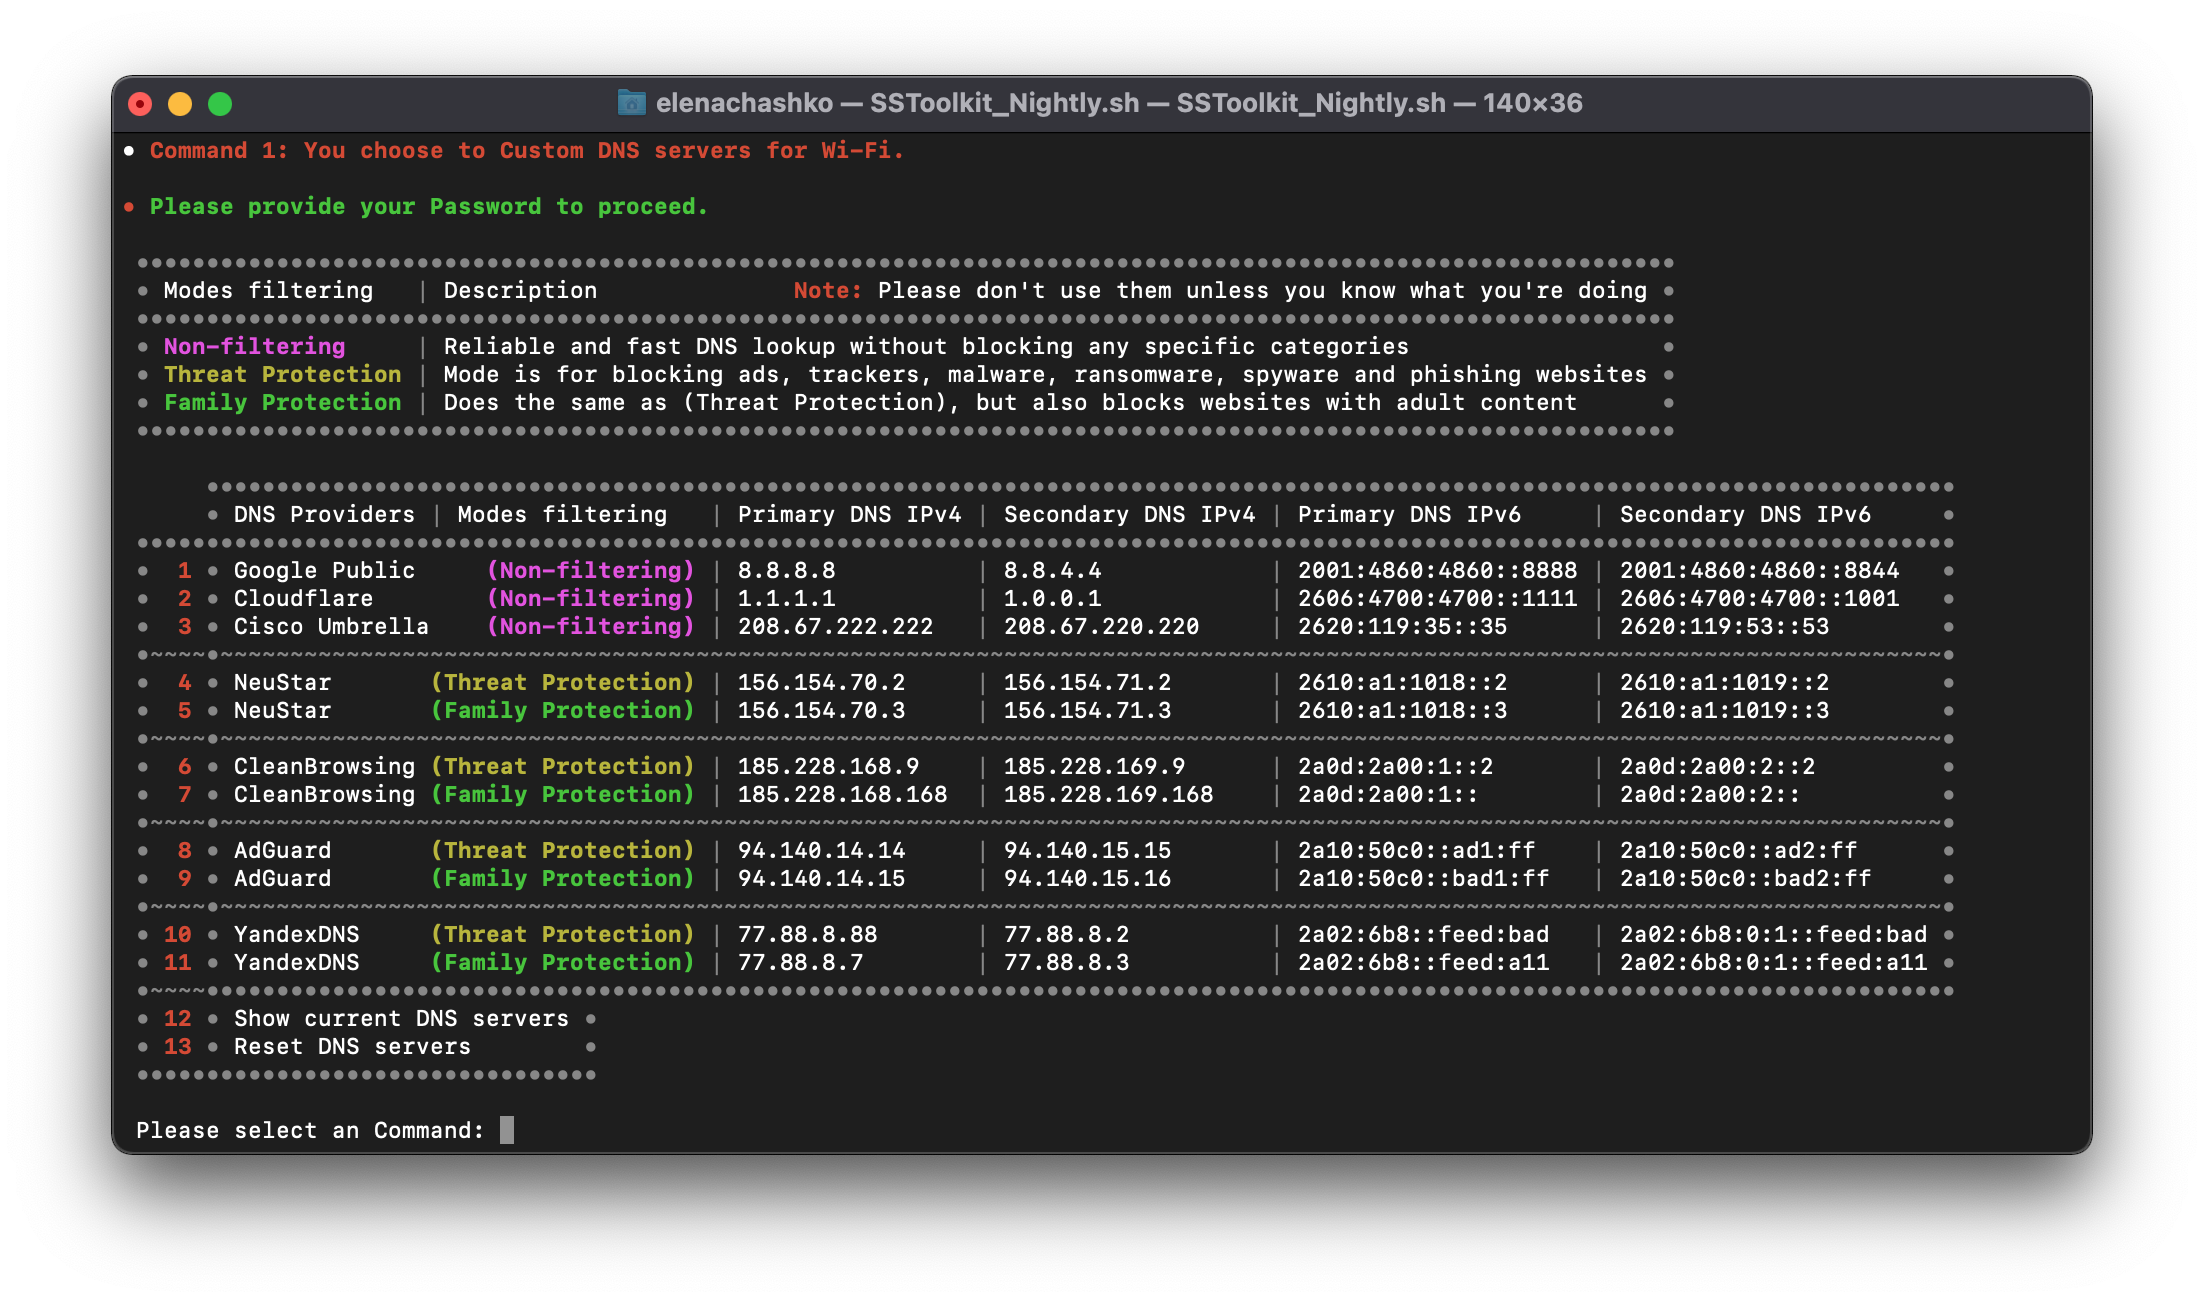 elenachashko — SSToolkit_Nightly.sh — SSToolkit_Nightly.sh — 140×36
• Command 1: You choose to Custom DNS servers for Wi-Fi.
• Please provide your Password to proceed.
• Modes filtering | Description Note: Please don't use them unless you know what you're doing •
• Non-filtering | Reliable and fast DNS lookup without blocking any specific categories •
• Threat Protection | Mode is for blocking ads, trackers, malware, ransomware, spyware and phishing websites •
• Family Protection | Does the same as (Threat Protection), but also blocks websites with adult content •
• DNS Providers | Modes filtering | Primary DNS IPv4 | Secondary DNS IPv4 | Primary DNS IPv6 | Secondary DNS IPv6 •
• 1 • Google Public (Non-filtering) | 8.8.8.8 | 8.8.4.4 | 2001:4860:4860::8888 | 2001:4860:4860::8844 •
• 2 • Cloudflare (Non-filtering) | 1.1.1.1 | 1.0.0.1 | 2606:4700:4700::1111 | 2606:4700:4700::1001 •
• 3 • Cisco Umbrella (Non-filtering) | 208.67.222.222 | 208.67.220.220 | 2620:119:35::35 | 2620:119:53::53 •
• 4 • NeuStar (Threat Protection) | 156.154.70.2 | 156.154.71.2 | 2610:a1:1018::2 | 2610:a1:1019::2 •
• 5 • NeuStar (Family Protection) | 156.154.70.3 | 156.154.71.3 | 2610:a1:1018::3 | 2610:a1:1019::3 •
• 6 • CleanBrowsing (Threat Protection) | 185.228.168.9 | 185.228.169.9 | 2a0d:2a00:1::2 | 2a0d:2a00:2::2 •
• 7 • CleanBrowsing (Family Protection) | 185.228.168.168 | 185.228.169.168 | 2a0d:2a00:1:: | 2a0d:2a00:2:: •
• 8 • AdGuard (Threat Protection) | 94.140.14.14 | 94.140.15.15 | 2a10:50c0::ad1:ff | 2a10:50c0::ad2:ff •
• 9 • AdGuard (Family Protection) | 94.140.14.15 | 94.140.15.16 | 2a10:50c0::bad1:ff | 2a10:50c0::bad2:ff •
• 10 • YandexDNS (Threat Protection) | 77.88.8.88 | 77.88.8.2 | 2a02:6b8::feed:bad | 2a02:6b8:0:1::feed:bad •
• 11 • YandexDNS (Family Protection) | 77.88.8.7 | 77.88.8.3 | 2a02:6b8::feed:a11 | 2a02:6b8:0:1::feed:a11 •
• 12 • Show current DNS servers •
• 13 • Reset DNS servers •
Please select an Command: